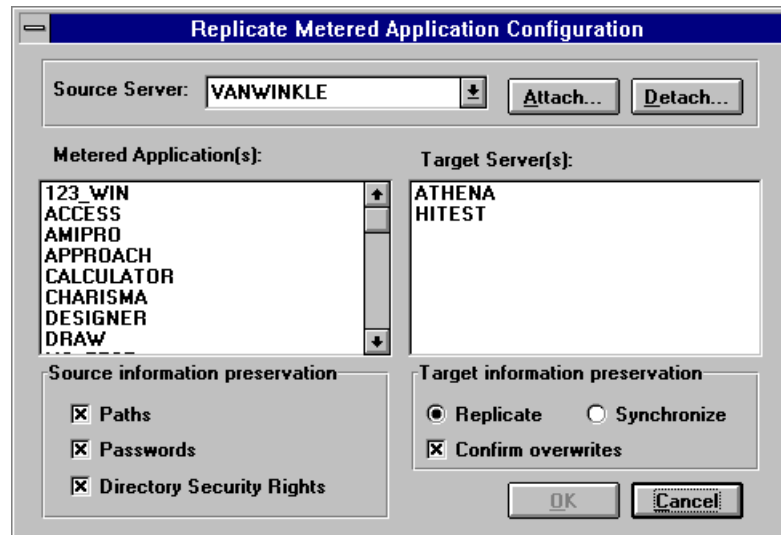 Replicate Metered Application Configuration
Source Server: VANWINKLE Attach... Detach...
Metered Application(s): Target Server(s):
123_WIN ATHENA
ACCESS HITEST
AMIPRO
APPROACH
CALCULATOR
CHARISMA
DESIGNER
DRAW
Source information preservation Target information preservation
Paths Replicate Synchronize
Passwords Confirm overwrites
Directory Security Rights
OK Cancel